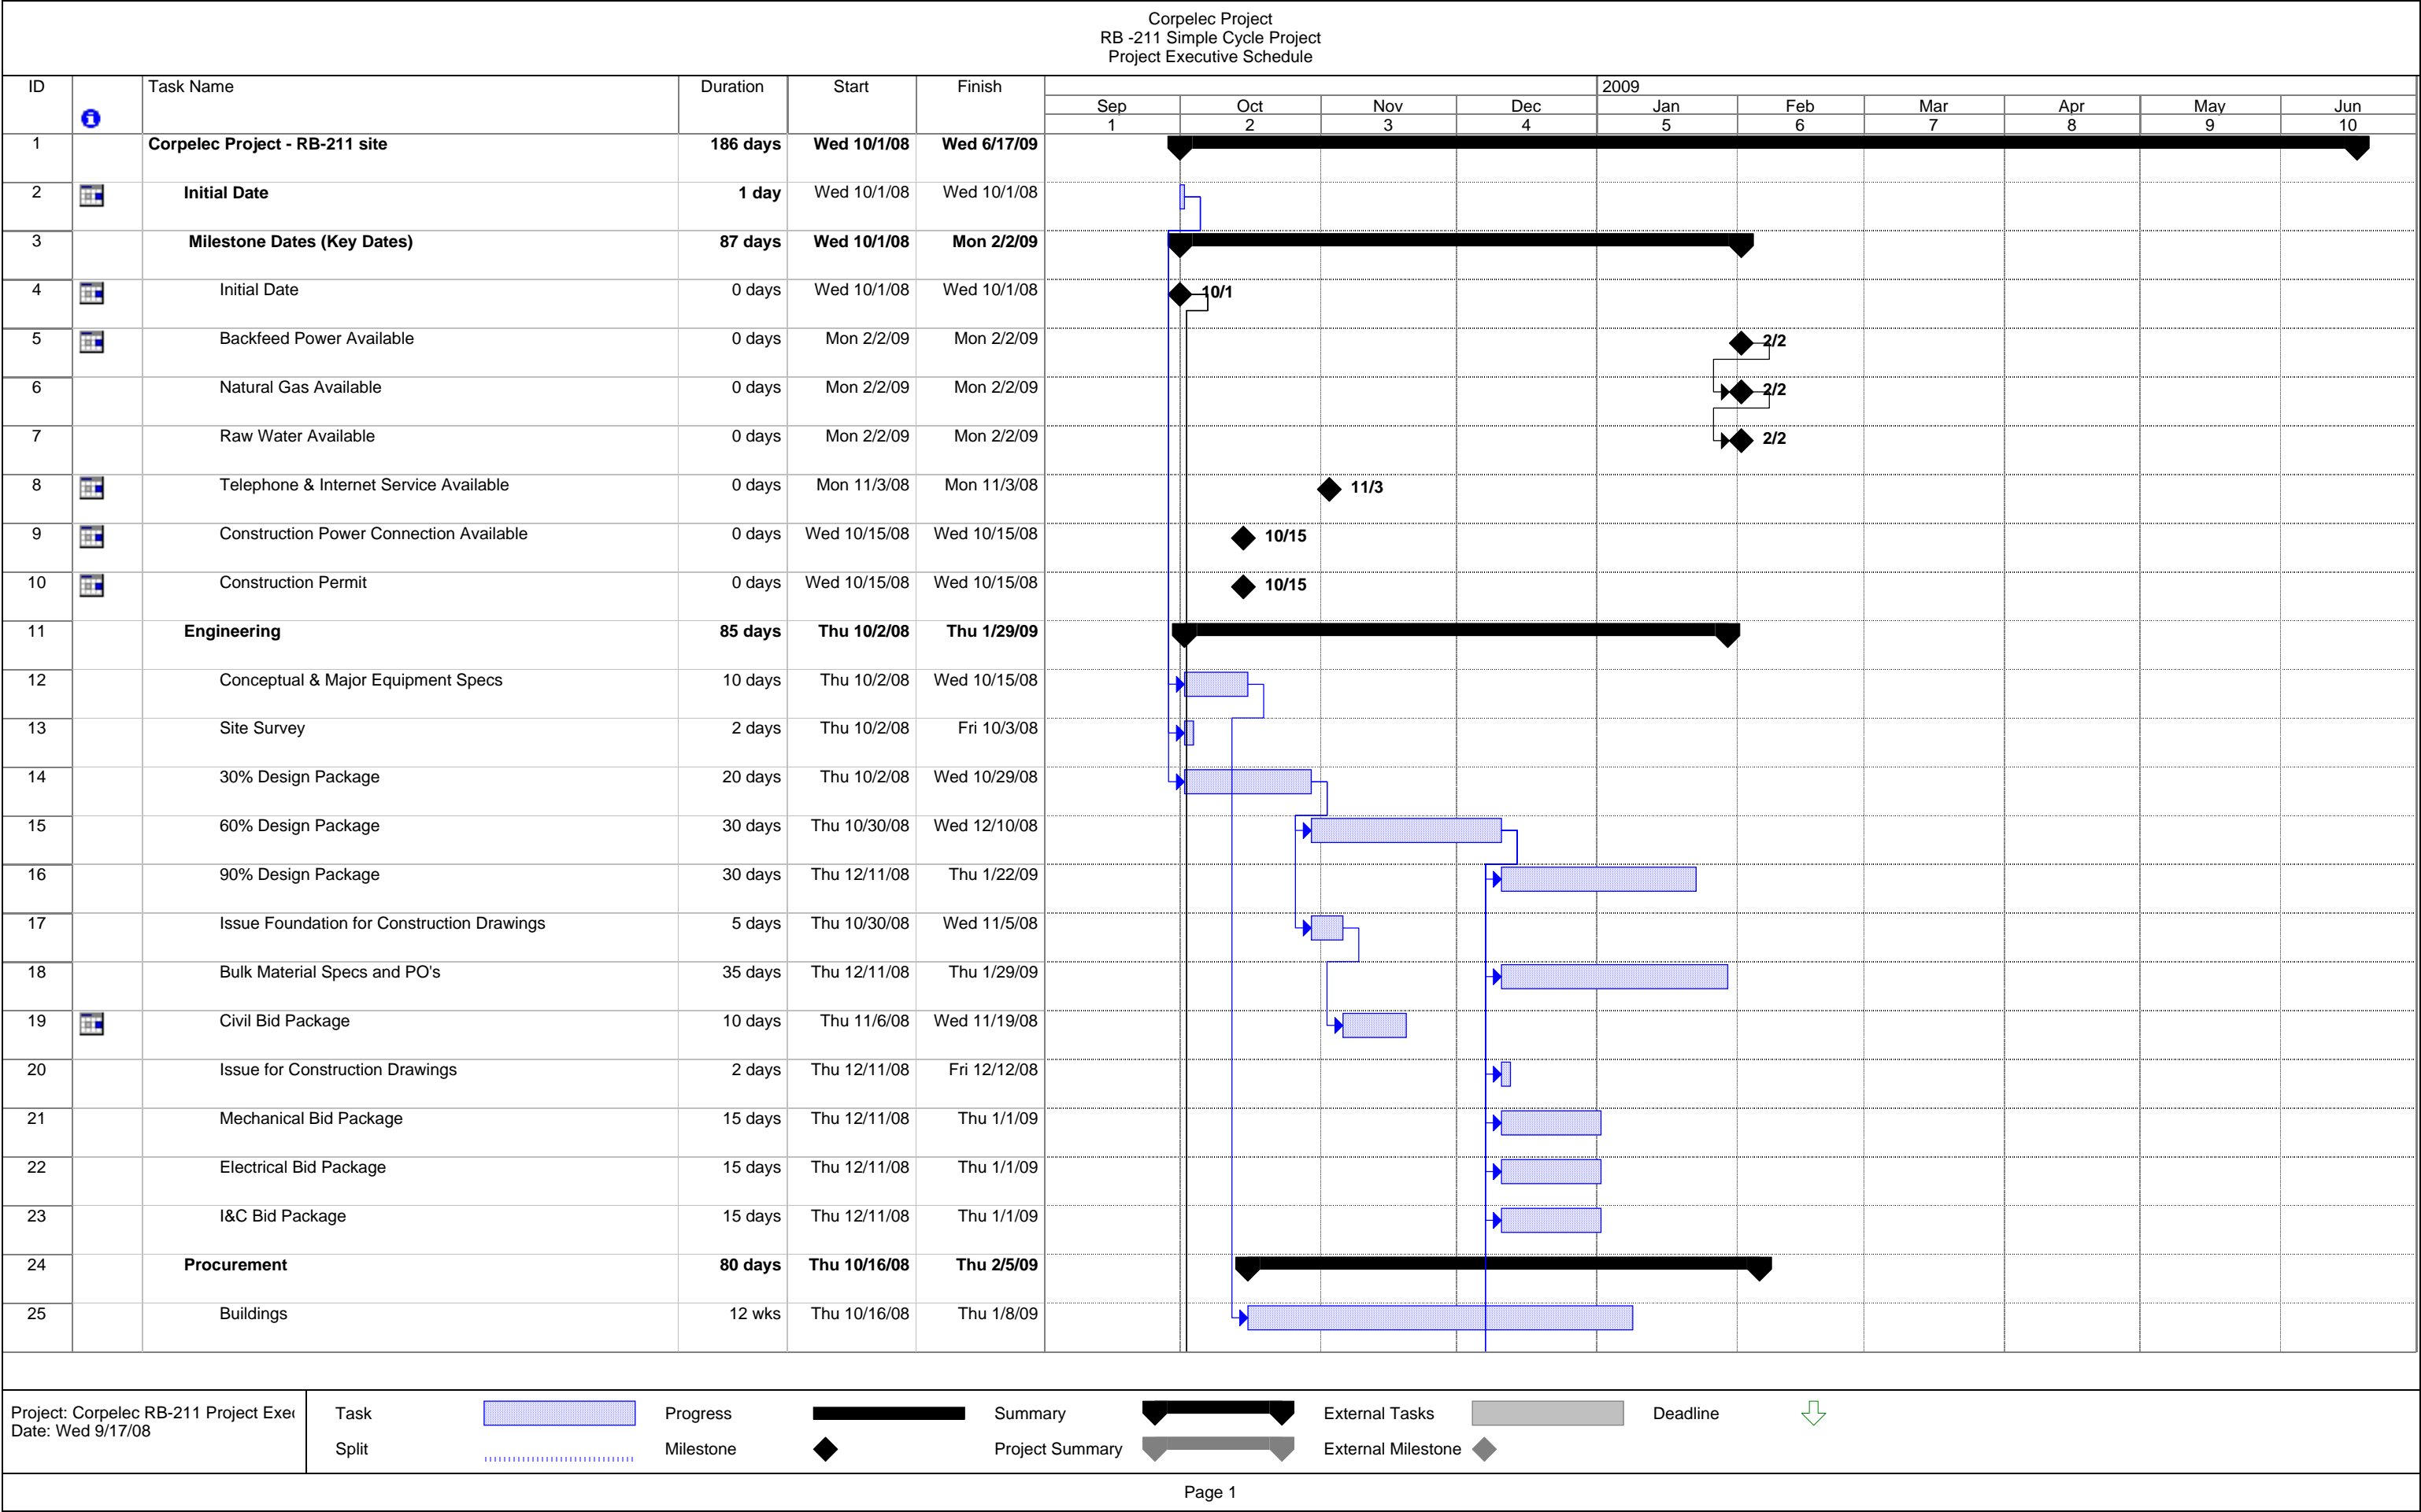 Corpelec Project
RB -211 Simple Cycle Project
Project Executive Schedule
ID Task Name Duration Start Finish 2009
Sep Oct Nov Dec Jan Feb Mar Apr May Jun
1 2 3 4 5 6 7 8 9 10
1 Corpelec Project - RB-211 site 186 days Wed 10/1/08 Wed 6/17/09
2 Initial Date 1 day Wed 10/1/08 Wed 10/1/08
3 Milestone Dates (Key Dates) 87 days Wed 10/1/08 Mon 2/2/09
4 Initial Date 0 days Wed 10/1/08 Wed 10/1/08 10/1
5 Backfeed Power Available 0 days Mon 2/2/09 Mon 2/2/09 2/2
6 Natural Gas Available 0 days Mon 2/2/09 Mon 2/2/09 2/2
7 Raw Water Available 0 days Mon 2/2/09 Mon 2/2/09 2/2
8 Telephone & Internet Service Available 0 days Mon 11/3/08 Mon 11/3/08 11/3
9 Construction Power Connection Available 0 days Wed 10/15/08 Wed 10/15/08 10/15
10 Construction Permit 0 days Wed 10/15/08 Wed 10/15/08 10/15
11 Engineering 85 days Thu 10/2/08 Thu 1/29/09
12 Conceptual & Major Equipment Specs 10 days Thu 10/2/08 Wed 10/15/08
13 Site Survey 2 days Thu 10/2/08 Fri 10/3/08
14 30% Design Package 20 days Thu 10/2/08 Wed 10/29/08
15 60% Design Package 30 days Thu 10/30/08 Wed 12/10/08
16 90% Design Package 30 days Thu 12/11/08 Thu 1/22/09
17 Issue Foundation for Construction Drawings 5 days Thu 10/30/08 Wed 11/5/08
18 Bulk Material Specs and PO's 35 days Thu 12/11/08 Thu 1/29/09
19 Civil Bid Package 10 days Thu 11/6/08 Wed 11/19/08
20 Issue for Construction Drawings 2 days Thu 12/11/08 Fri 12/12/08
21 Mechanical Bid Package 15 days Thu 12/11/08 Thu 1/1/09
22 Electrical Bid Package 15 days Thu 12/11/08 Thu 1/1/09
23 I&C Bid Package 15 days Thu 12/11/08 Thu 1/1/09
24 Procurement 80 days Thu 10/16/08 Thu 2/5/09
25 Buildings 12 wks Thu 10/16/08 Thu 1/8/09
Project: Corpelec RB-211 Project Exec
Date: Wed 9/17/08
Task Progress Summary External Tasks Deadline
Split Milestone Project Summary External Milestone
Page 1